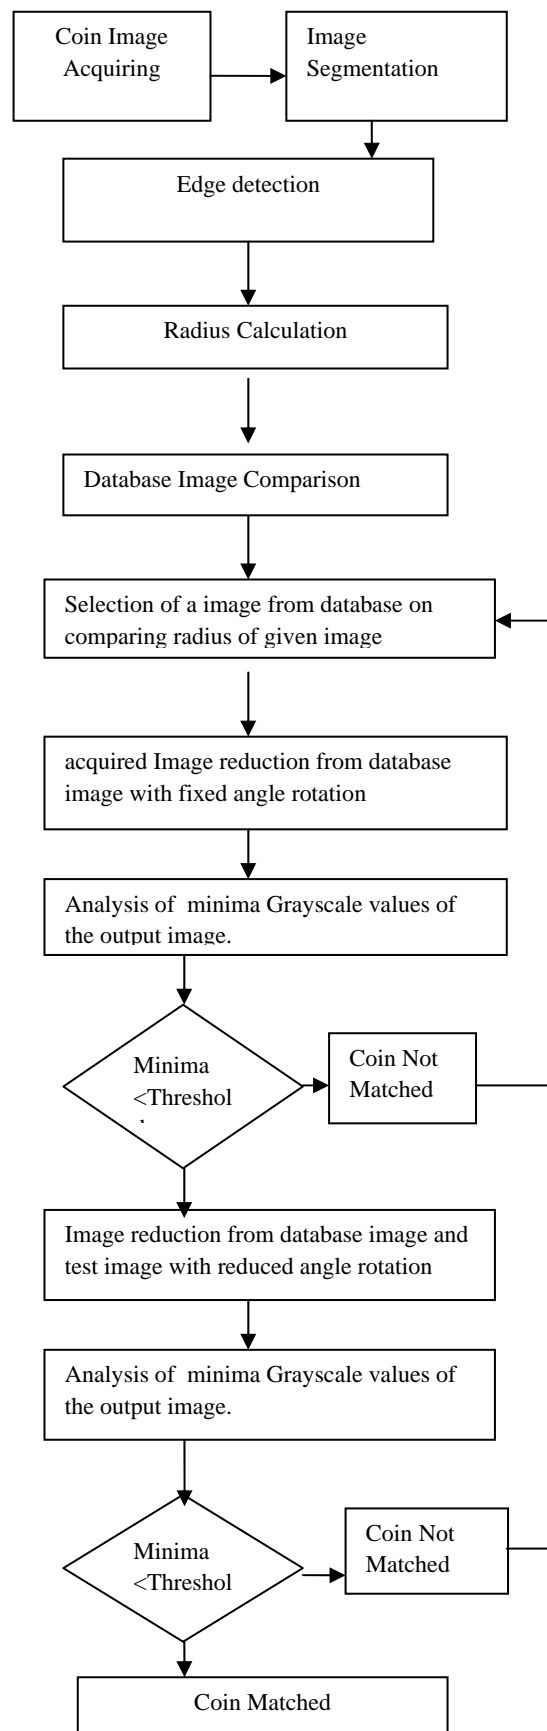 Coin Image
Acquiring
Image
Segmentation
Edge detection
Radius Calculation
Database Image Comparison
Selection of a image from database on
comparing radius of given image
acquired Image reduction from database
image with fixed angle rotation
Analysis of  minima Grayscale values of
the output image.
Minima
<Threshol
Coin Not
Matched
Image reduction from database image and
test image with reduced angle rotation
Analysis of  minima Grayscale values of
the output image.
Minima
<Threshol
Coin Not
Matched
Coin Matched